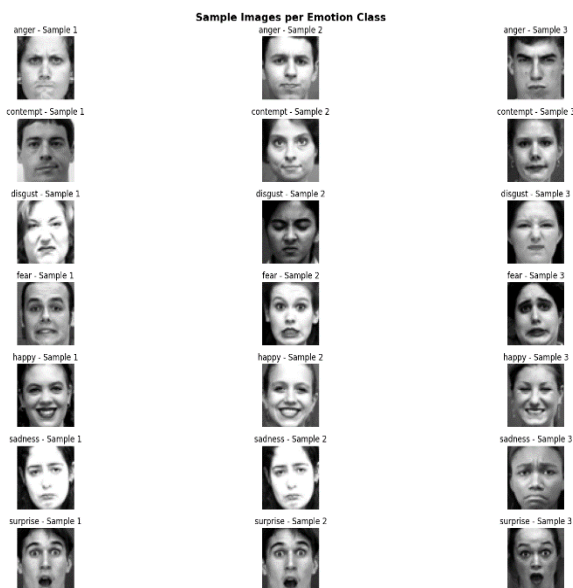 Sample Images per Emotion Class
anger - Sample 1
anger - Sample 2
anger - Sample 3
contempt - Sample 1
contempt - Sample 2
contempt - Sample 3
disgust - Sample 1
disgust - Sample 2
disgust - Sample 3
fear - Sample 1
fear - Sample 2
fear - Sample 3
happy - Sample 1
happy - Sample 2
happy - Sample 3
sadness - Sample 1
sadness - Sample 2
sadness - Sample 3
surprise - Sample 1
surprise - Sample 2
surprise - Sample 3